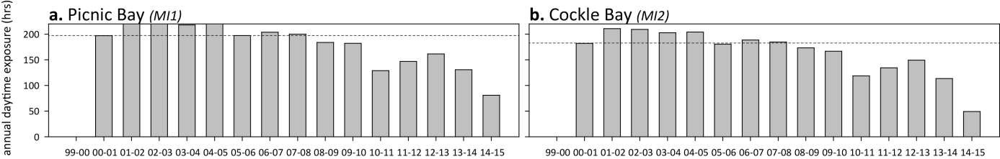 a. Picnic Bay (MI1)
annual daytime exposure (hrs)
200
150
100
50
0
99-00 00-01 01-02 02-03 03-04 04-05 05-06 06-07 07-08 08-09 09-10 10-11 11-12 12-13 13-14 14-15
b. Cockle Bay (MI2)
99-00 00-01 01-02 02-03 03-04 04-05 05-06 06-07 07-08 08-09 09-10 10-11 11-12 12-13 13-14 14-15